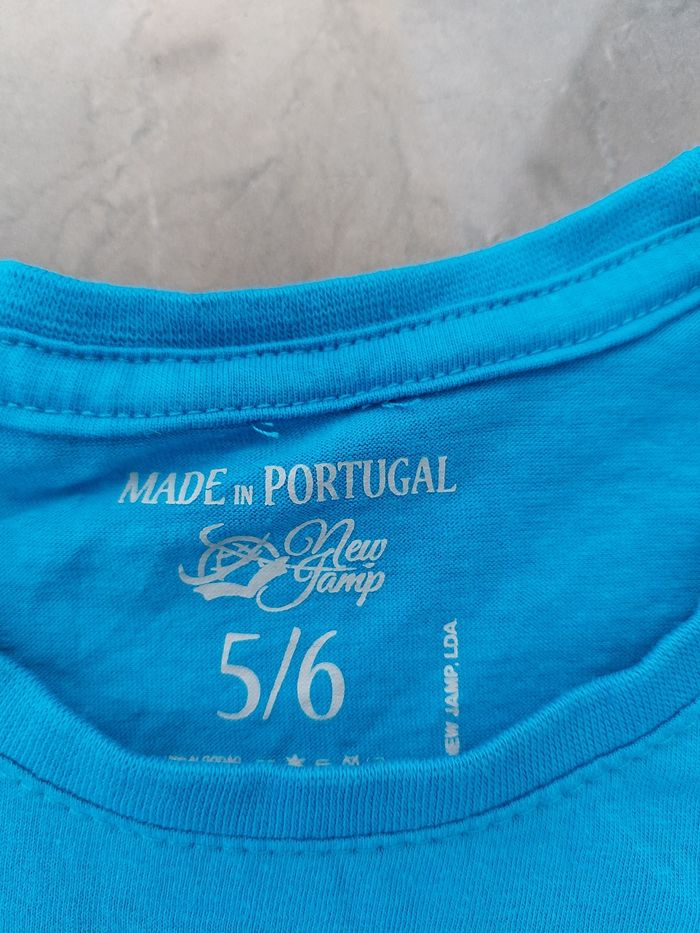 MADE IN PORTUGAL
New
Jamp
5/6
NEW JAMP, LDA.